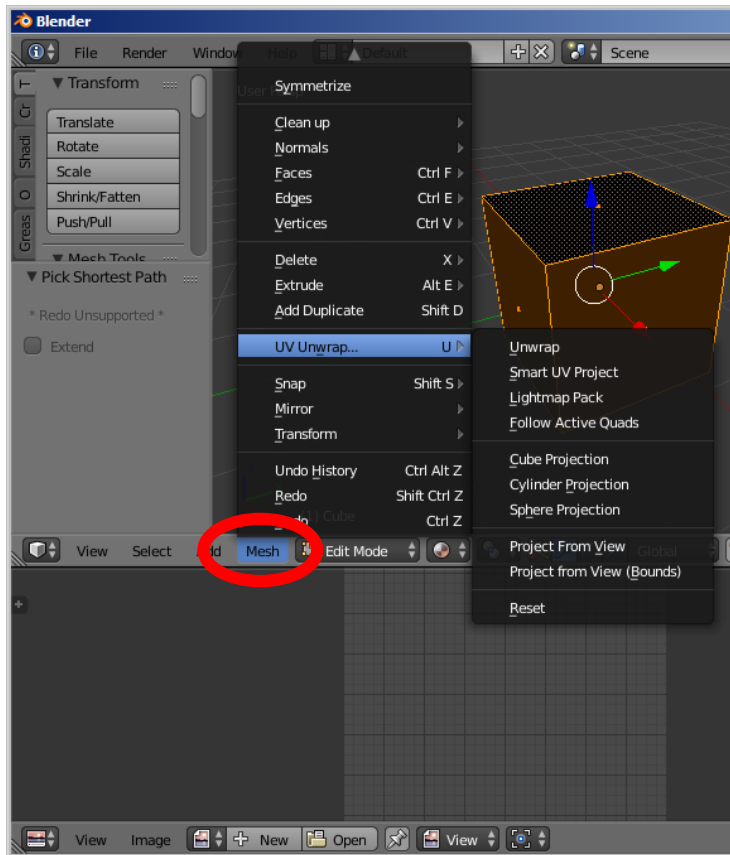 Blender
File Render Window Help Default Scene
Transform
Translate
Rotate
Scale
Shrink/Fatten
Push/Pull
Mesh Tools
T
Cr
Shadi
O
Greas
Pick Shortest Path
* Redo Unsupported *
Extend
Symmetrize
Clean up
Normals
Faces Ctrl F
Edges Ctrl E
Vertices Ctrl V
Delete X
Extrude Alt E
Add Duplicate Shift D
UV Unwrap... U
Snap Shift S
Mirror
Transform
Undo History Ctrl Alt Z
Redo Shift Ctrl Z
Ctrl Z
(1) Cube
Unwrap
Smart UV Project
Lightmap Pack
Follow Active Quads
Cube Projection
Cylinder Projection
Sphere Projection
Project From View
Project from View (Bounds)
Reset
View Select Mesh Edit Mode Global
View Image New Open View